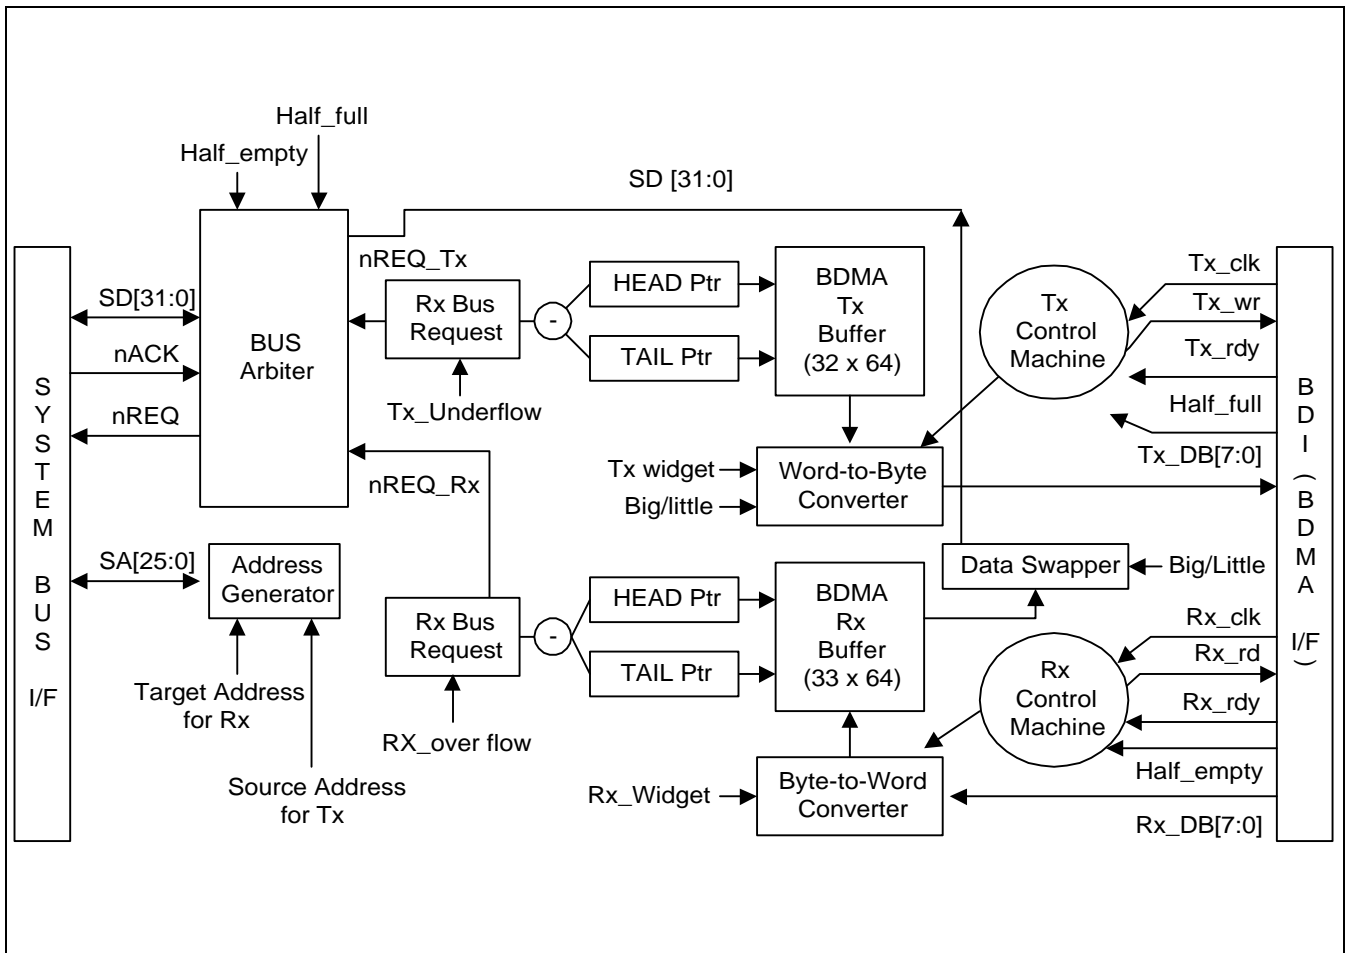 Half_full
Half_empty
SD [31:0]
nREQ_Tx
SD[31:0]
nACK
nREQ
BUS
Arbiter
Rx Bus
Request
-
HEAD Ptr
TAIL Ptr
BDMA
Tx
Buffer
(32 x 64)
Tx
Control
Machine
Tx_clk
Tx_wr
Tx_rdy
Half_full
Tx_DB[7:0]
Tx_Underflow
nREQ_Rx
Tx widget
Big/little
Word-to-Byte
Converter
SYSTEM BUS I/F
BDI (BDMA I/F)
SA[25:0]
Address
Generator
Target Address
for Rx
Source Address
for Tx
Rx Bus
Request
-
RX_over flow
HEAD Ptr
TAIL Ptr
BDMA
Rx
Buffer
(33 x 64)
Data Swapper
Big/Little
Rx
Control
Machine
Rx_clk
Rx_rd
Rx_rdy
Half_empty
Rx_DB[7:0]
Rx_Widget
Byte-to-Word
Converter